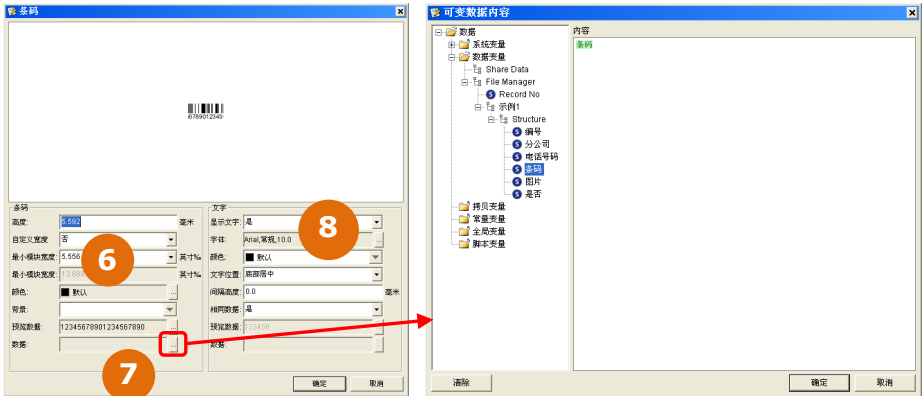 条码
6789012345
条码
高度:
5.592
毫米
自定义宽度
否
最小模块宽度:
5.556
英寸‰
最小模块宽度:
英寸‰
颜色:
默认
...
背景:
预览数据:
12345678901234567890
...
数据:
...
6
7
文字
显示文字:
是
字体:
Arial,常规,10.0
...
颜色:
默认
文字位置:
底部居中
间隔高度:
0.0
毫米
相同数据:
是
预览数据:
123456
数据:
8
确定
取消
可变数据内容
数据
系统变量
数据变量
Share Data
File Manager
Record No
示例1
Structure
编号
分公司
电话号码
条码
图片
是否
拷贝变量
常量变量
全局变量
脚本变量
内容
条码
清除
确定
取消